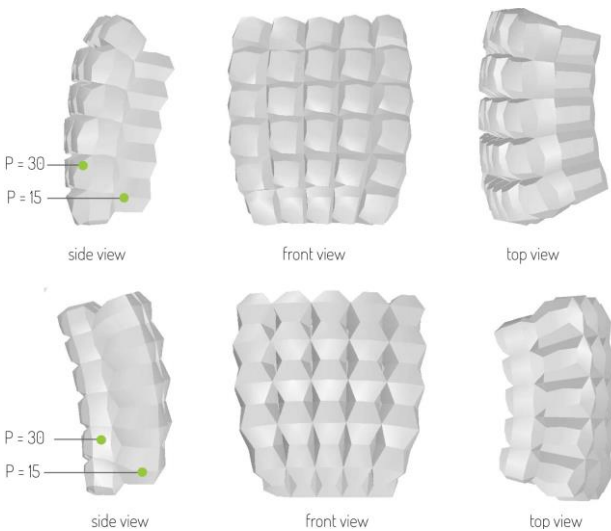 P = 30
P = 15
side view
front view
top view
P = 30
P = 15
side view
front view
top view